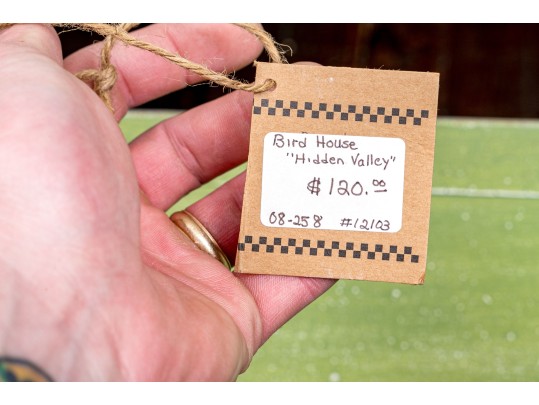 Bird House
"Hidden Valley"
$120.00
08-258 #12103